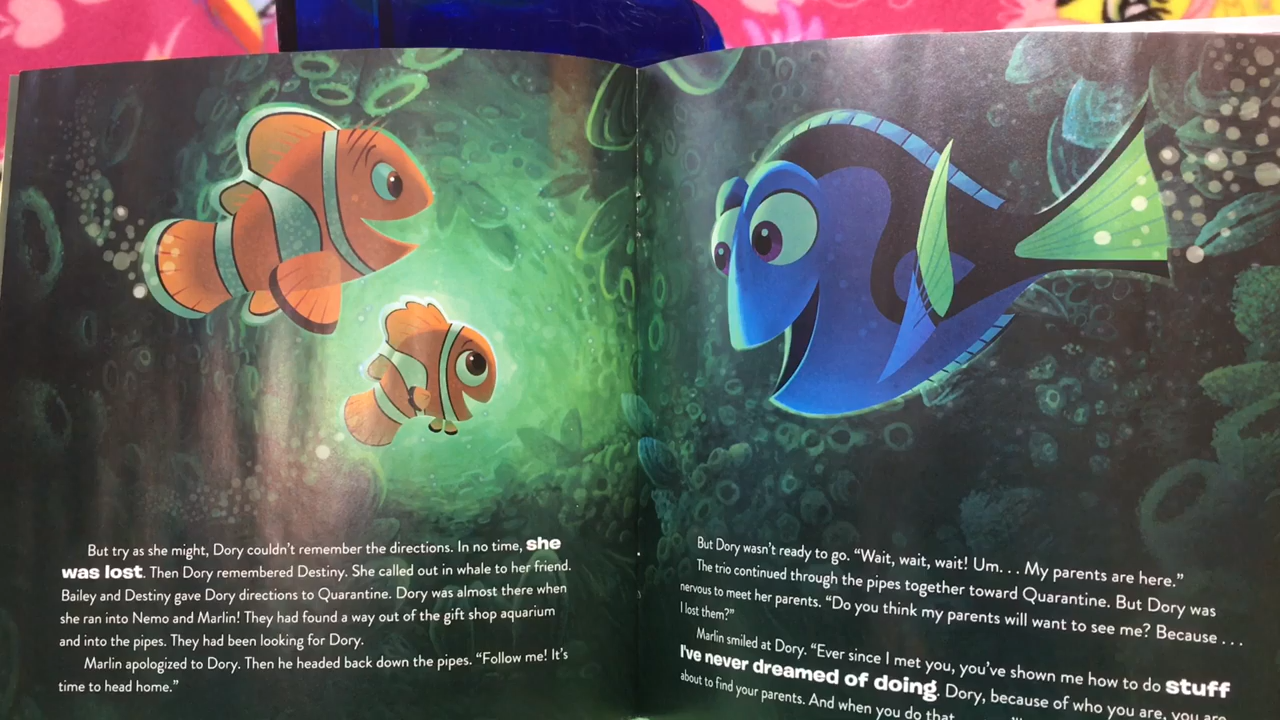 But try as she might, Dory couldn't remember the directions. In no time, she
was lost. Then Dory remembered Destiny. She called out in whale to her friend.
Bailey and Destiny gave Dory directions to Quarantine. Dory was almost there when
she ran into Nemo and Marlin! They had found a way out of the gift shop aquarium
and into the pipes. They had been looking for Dory.
Marlin apologized to Dory. Then he headed back down the pipes. “Follow me! It's
time to head home.”
But Dory wasn't ready to go. “Wait, wait, wait! Um. . . My parents are here.”
The trio continued through the pipes together toward Quarantine. But Dory was
nervous to meet her parents. “Do you think my parents will want to see me? Because . . .
I lost them?”
Marlin smiled at Dory. “Ever since I met you, you've shown me how to do stuff
I've never dreamed of doing. Dory, because of who you are, you are
about to find your parents. And when you do that